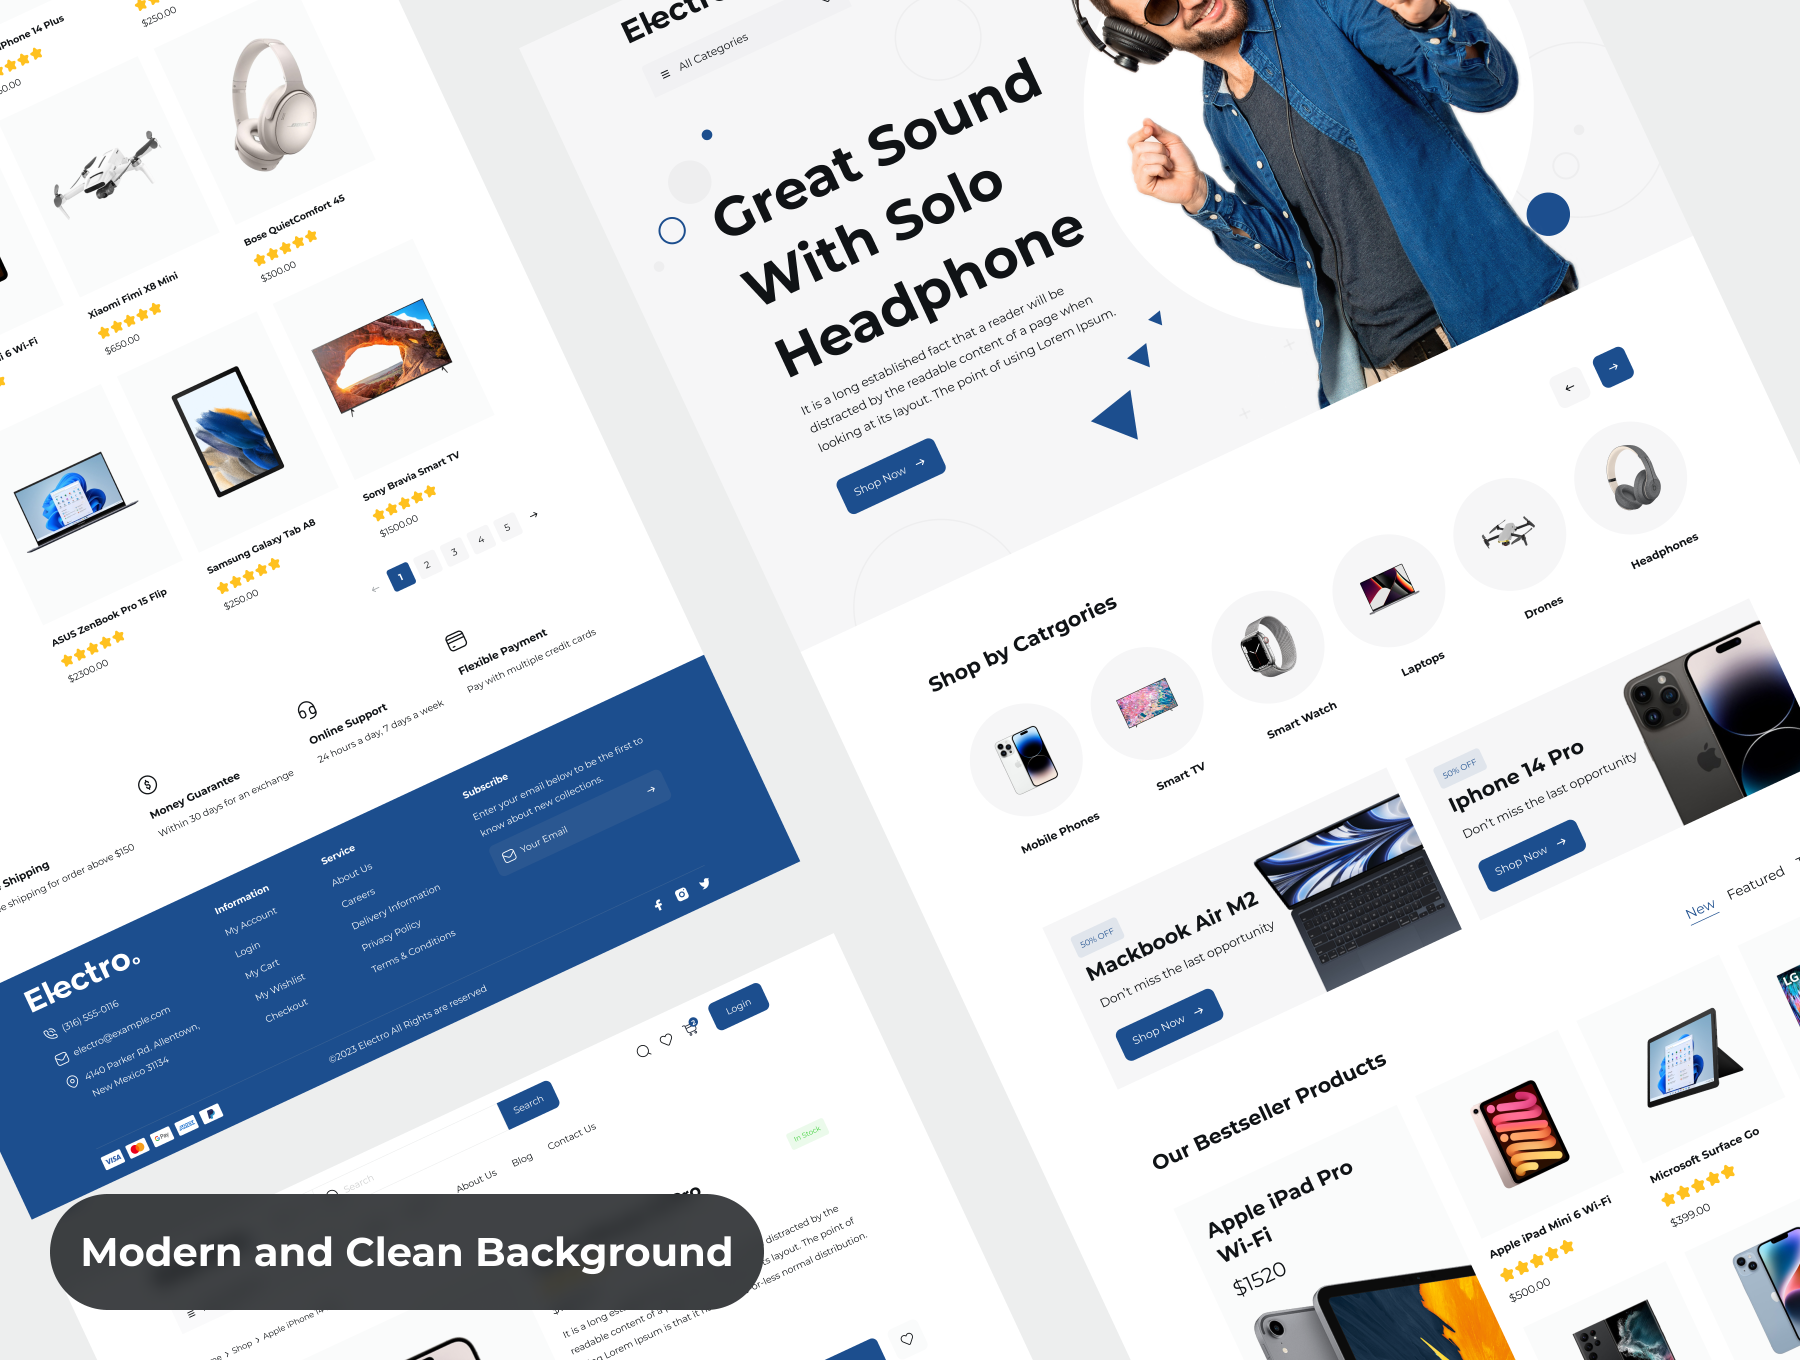 Phone 14 Plus
$250.00
Bose QuietComfort 45
$300.00
Xiaomi Fimi X8 Mini
$650.00
6 Wi-Fi
Sony Bravia Smart TV
$1500.00
Samsung Galaxy Tab A8
$250.00
ASUS ZenBook Pro 15 Flip
$2300.00
1 2 3 4 5
Flexible Payment
Pay with multiple credit cards
Online Support
24 hours a day, 7 days a week
Money Guarantee
Within 30 days for an exchange
Shipping
shipping for order above $150
Electro
(316) 555-0116
electro@example.com
4140 Parker Rd. Allentown,
New Mexico 31134
Information
My Account
Login
My Cart
My Wishlist
Checkout
Service
About Us
Careers
Delivery Information
Privacy Policy
Terms & Conditions
Subscribe
Enter your email below to be the first to
know about new collections.
Your Email
©2023 Electro All Rights are reserved
VISA
G Pay
Electro
All Categories
Great Sound
With Solo
Headphone
It is a long established fact that a reader will be
distracted by the readable content of a page when
looking at its layout. The point of using Lorem Ipsum.
Shop Now
Shop by Catrgories
Mobile Phones
Smart TV
Smart Watch
Laptops
Drones
Headphones
50% OFF
Mackbook Air M2
Don't miss the last opportunity
Shop Now
50% OFF
Iphone 14 Pro
Don't miss the last opportunity
Shop Now
Our Bestseller Products
New
Featured
Apple iPad Pro
Wi-Fi
$1520
Apple iPad Mini 6 Wi-Fi
$500.00
Microsoft Surface Go
$399.00
LG
Login
Search
Search
About Us
Blog
Contact Us
In Stock
distracted by the
layout. The point of
or-less normal distribution.
It is a long
readable content of a
Lorem Ipsum is that it
Shop > Apple iPhone
Modern and Clean Background